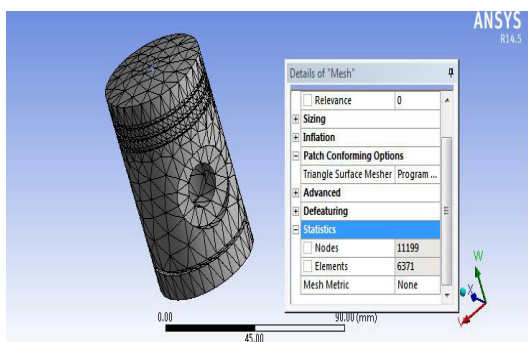 ANSYS
R14.5
Details of "Mesh"
Relevance 0
Sizing
Inflation
Patch Conforming Options
Triangle Surface Mesher Program ...
Advanced
Defeaturing
Statistics
Nodes 11199
Elements 6371
Mesh Metric None
0.00 90.00 (mm)
45.00
X